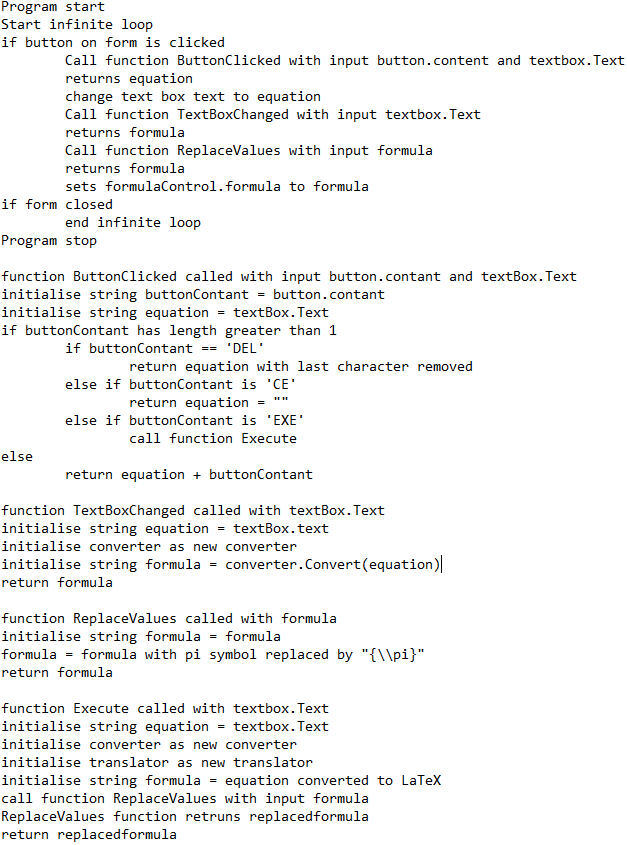 Program start
Start infinite loop
if button on form is clicked
        Call function ButtonClicked with input button.content and textbox.Text
        returns equation
        change text box text to equation
        Call function TextBoxChanged with input textbox.Text
        returns formula
        Call function ReplaceValues with input formula
        returns formula
        sets formulaControl.formula to formula
if form closed
        end infinite loop
Program stop

function ButtonClicked called with input button.contant and textBox.Text
initialise string buttonContant = button.contant
initialise string equation = textBox.Text
if buttonContant has length greater than 1
        if buttonContant == 'DEL'
                return equation with last character removed
        else if buttonContant is 'CE'
                return equation = ""
        else if buttonContant is 'EXE'
                call function Execute
else
        return equation + buttonContant

function TextBoxChanged called with textBox.Text
initialise string equation = textBox.text
initialise converter as new converter
initialise string formula = converter.Convert(equation)
return formula

function ReplaceValues called with formula
initialise string formula = formula
formula = formula with pi symbol replaced by "{\\pi}"
return formula

function Execute called with textbox.Text
initialise string equation = textbox.Text
initialise converter as new converter
initialise translator as new translator
initialise string formula = equation converted to LaTeX
call function ReplaceValues with input formula
ReplaceValues function retruns replacedformula
return replacedformula